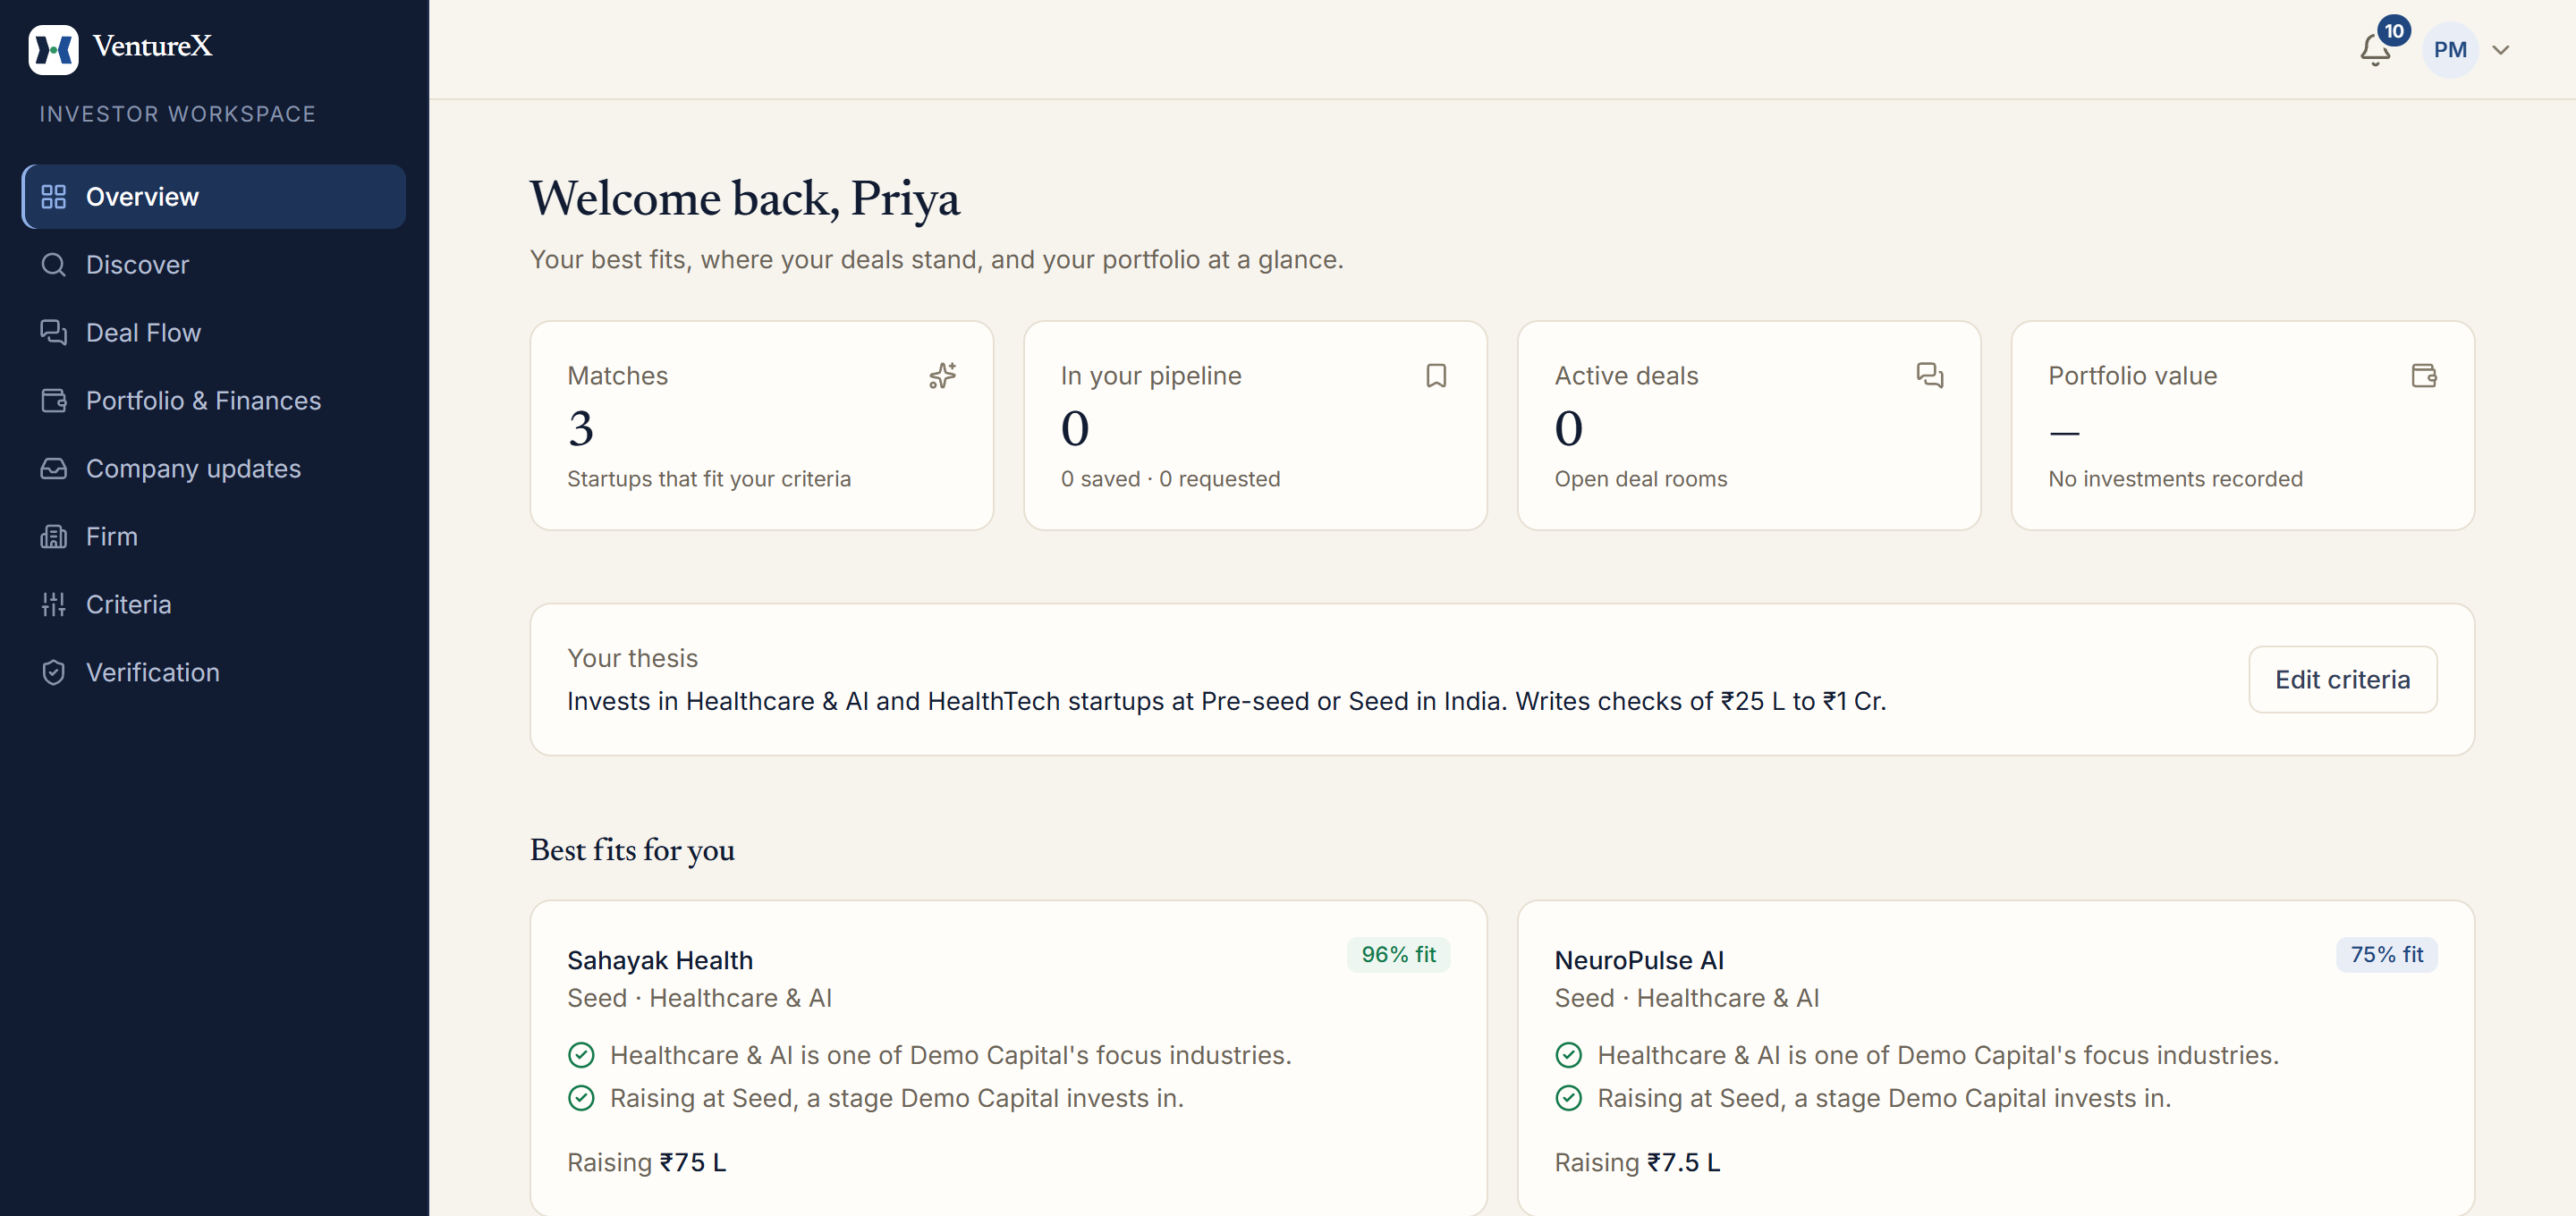 VentureX
INVESTOR WORKSPACE
Overview
Discover
Deal Flow
Portfolio & Finances
Company updates
Firm
Criteria
Verification
10
PM
Welcome back, Priya
Your best fits, where your deals stand, and your portfolio at a glance.
Matches
3
Startups that fit your criteria
In your pipeline
0
0 saved · 0 requested
Active deals
0
Open deal rooms
Portfolio value
—
No investments recorded
Your thesis
Invests in Healthcare & AI and HealthTech startups at Pre-seed or Seed in India. Writes checks of ₹25 L to ₹1 Cr.
Edit criteria
Best fits for you
Sahayak Health
96% fit
Seed · Healthcare & AI
Healthcare & AI is one of Demo Capital's focus industries.
Raising at Seed, a stage Demo Capital invests in.
Raising ₹75 L
NeuroPulse AI
75% fit
Seed · Healthcare & AI
Healthcare & AI is one of Demo Capital's focus industries.
Raising at Seed, a stage Demo Capital invests in.
Raising ₹7.5 L